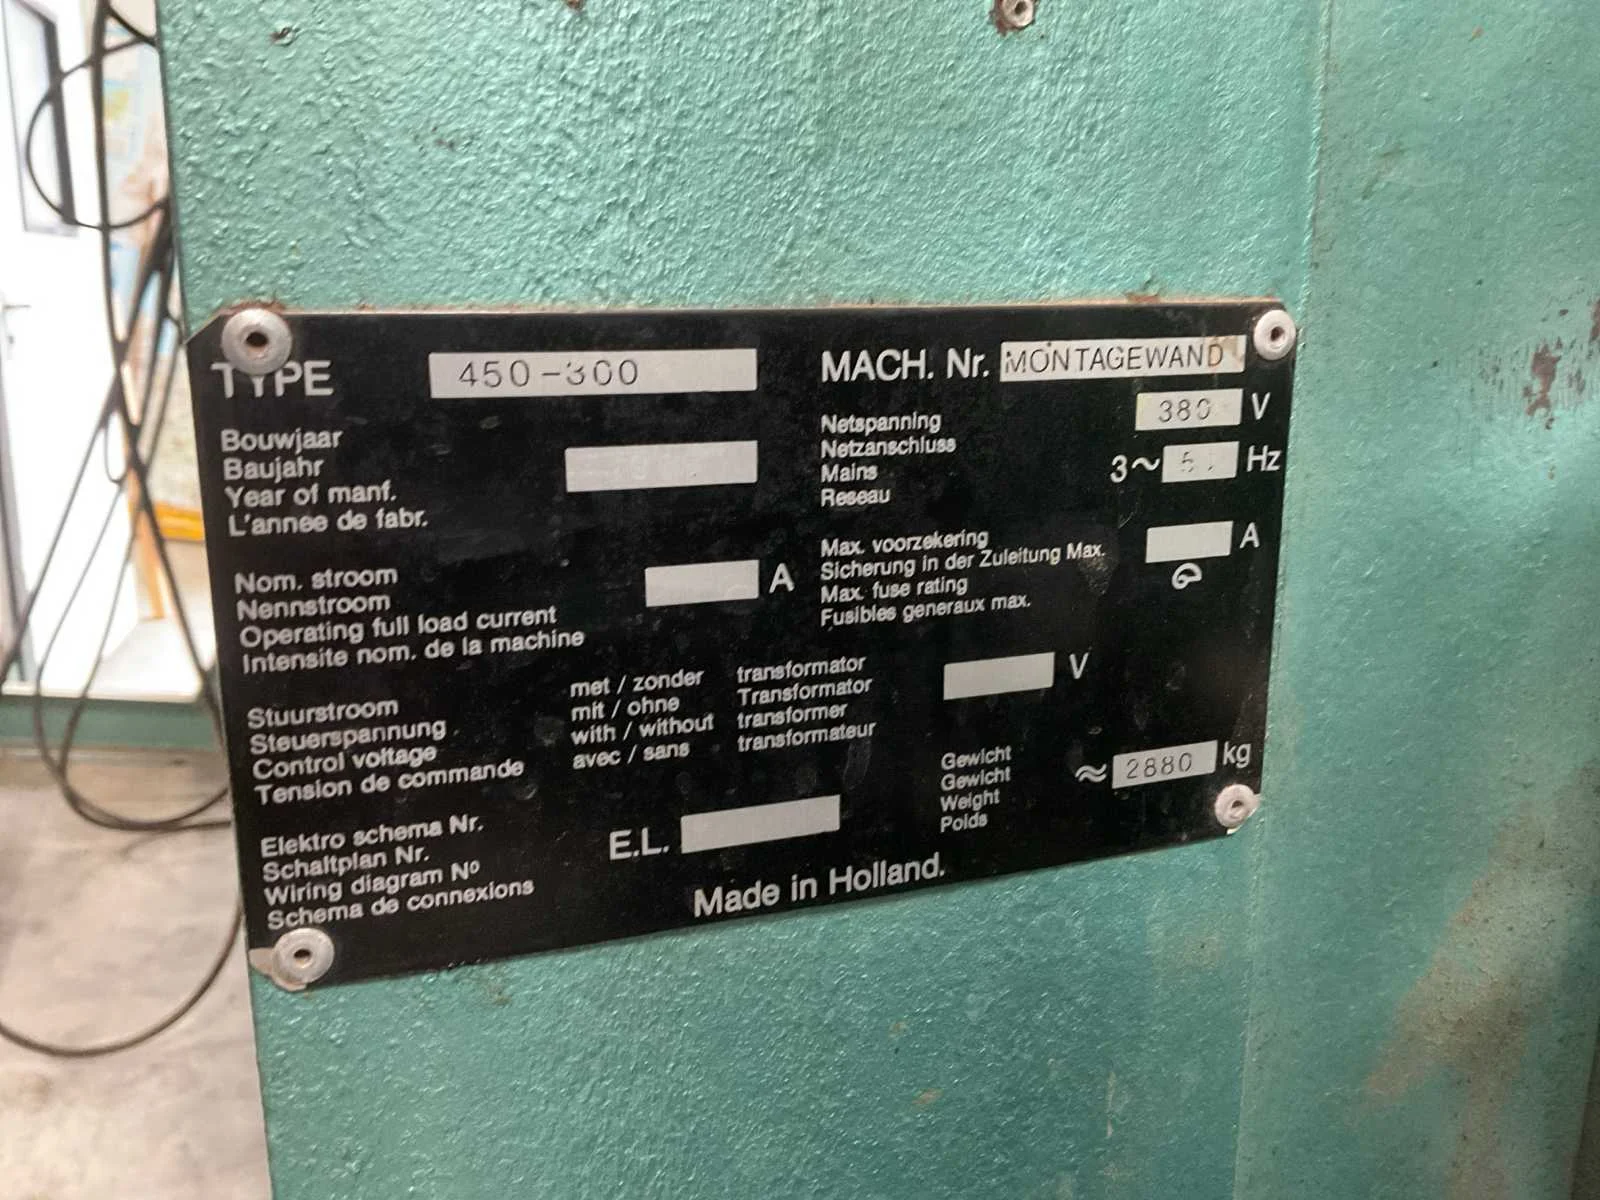 TYPE 450-300
MACH. Nr. MONTAGEWAND
Bouwjaar
Baujahr
Year of manf.
L'annee de fabr.
Netspanning
Netzanschluss
Mains
Reseau
380 V
3~ Hz
Nom. stroom
Nennstroom
Operating full load current
Intensite nom. de la machine
A
Max. voorzekering
Sicherung in der Zuleitung Max.
Max. fuse rating
Fusibles generaux max.
A
Stuurstroom met / zonder transformator
Steuerspannung mit / ohne Transformator
Control voltage with / without transformer
Tension de commande avec / sans transformateur
V
Elektro schema Nr.
Schaltplan Nr.
Wiring diagram Nº
Schema de connexions
E.L.
Gewicht
Gewicht
Weight
Poids
≈ 2880 kg
Made in Holland.